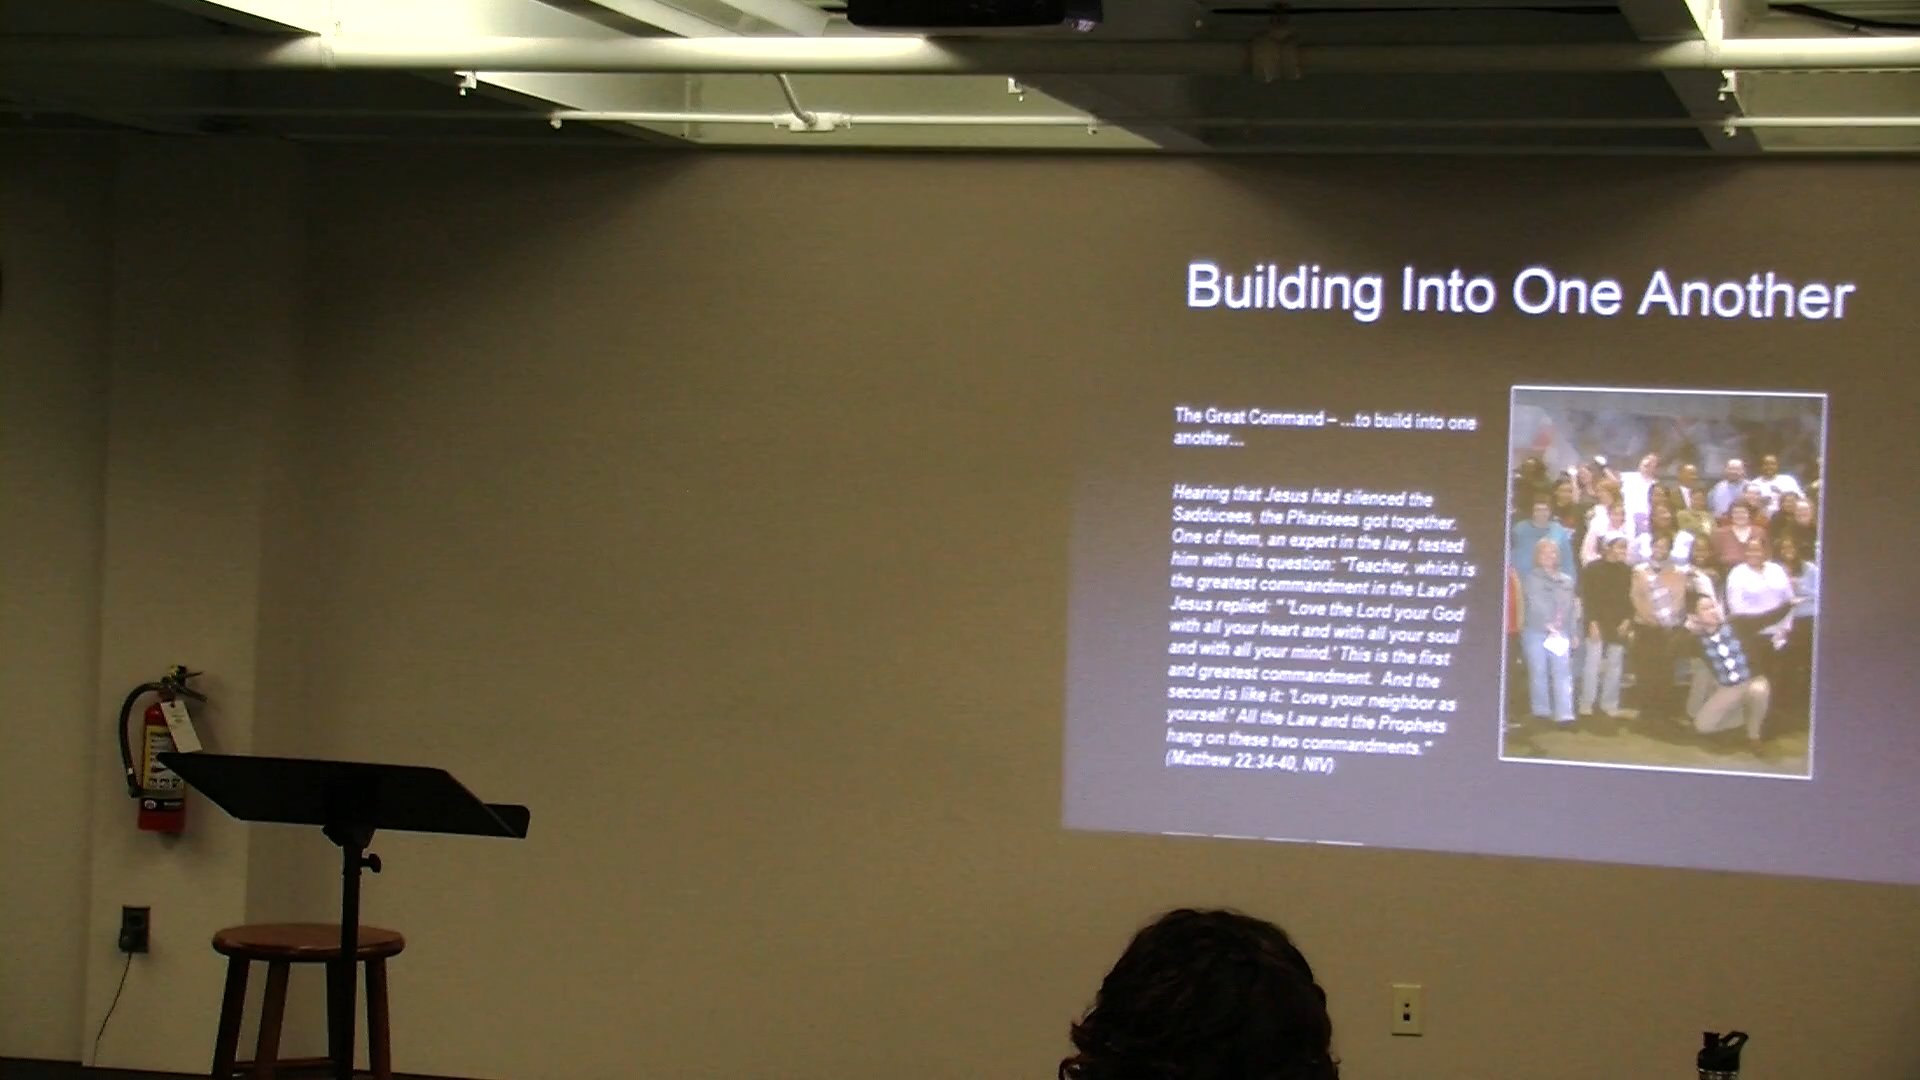 Building Into One Another
The Great Command – ...to build into one
another...
Hearing that Jesus had silenced the
Sadducees, the Pharisees got together.
One of them, an expert in the law, tested
him with this question: "Teacher, which is
the greatest commandment in the Law?"
Jesus replied: " 'Love the Lord your God
with all your heart and with all your soul
and with all your mind.' This is the first
and greatest commandment. And the
second is like it: 'Love your neighbor as
yourself.' All the Law and the Prophets
hang on these two commandments."
(Matthew 22:34-40, NIV)